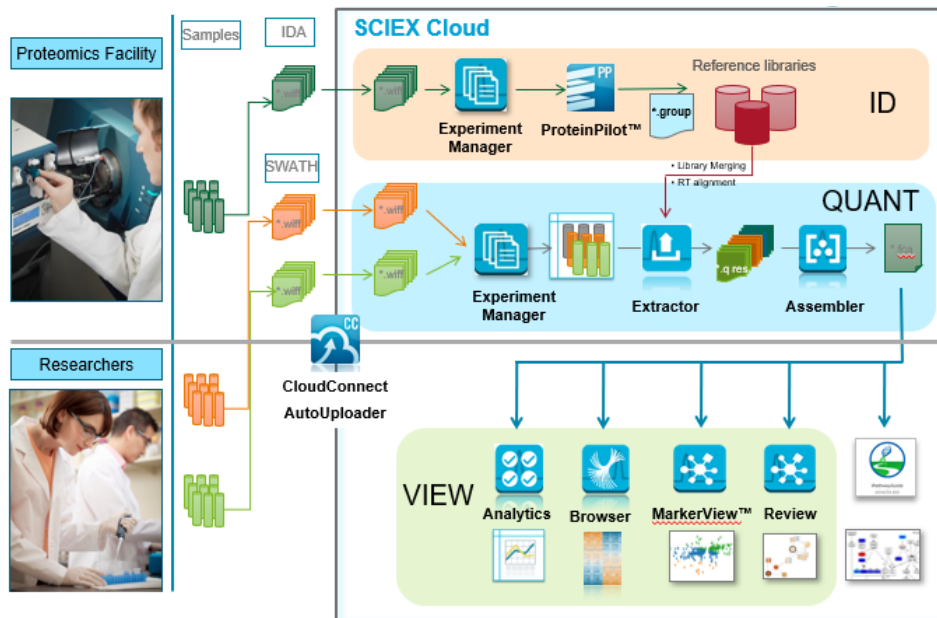 SCIEX Cloud
Proteomics Facility
Samples
IDA
*.wiff
*.wiff
Experiment
Manager
PP
ProteinPilot™
*.group
Reference libraries
ID
• Library Merging
• RT alignment
SWATH
*.wiff
*.wiff
*.wiff
*.wiff
QUANT
Experiment
Manager
Extractor
*.q res
Assembler
Researchers
CC
CloudConnect
AutoUploader
VIEW
Analytics
Browser
MarkerView™
Review